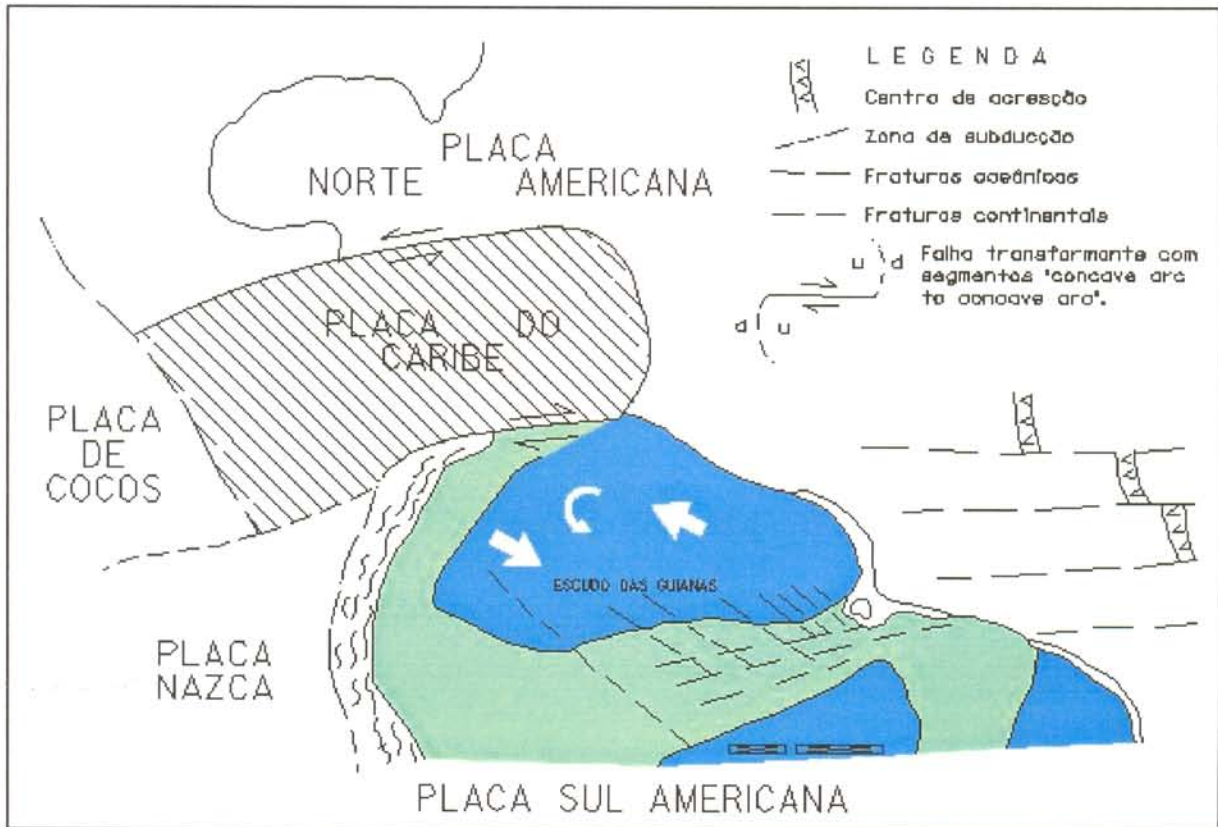 LEGENDA
Centro de acresção
Zona de subducção
Fraturas oceânicas
Fraturas continentais
u d
Falha transformante com
segmentos "concave arc
to concave arc".
d u
PLACA
NORTE AMERICANA
PLACA DO
CARIBE
PLACA
DE
COCOS
ESCUDO DAS GUIANAS
PLACA
NAZCA
PLACA SUL AMERICANA